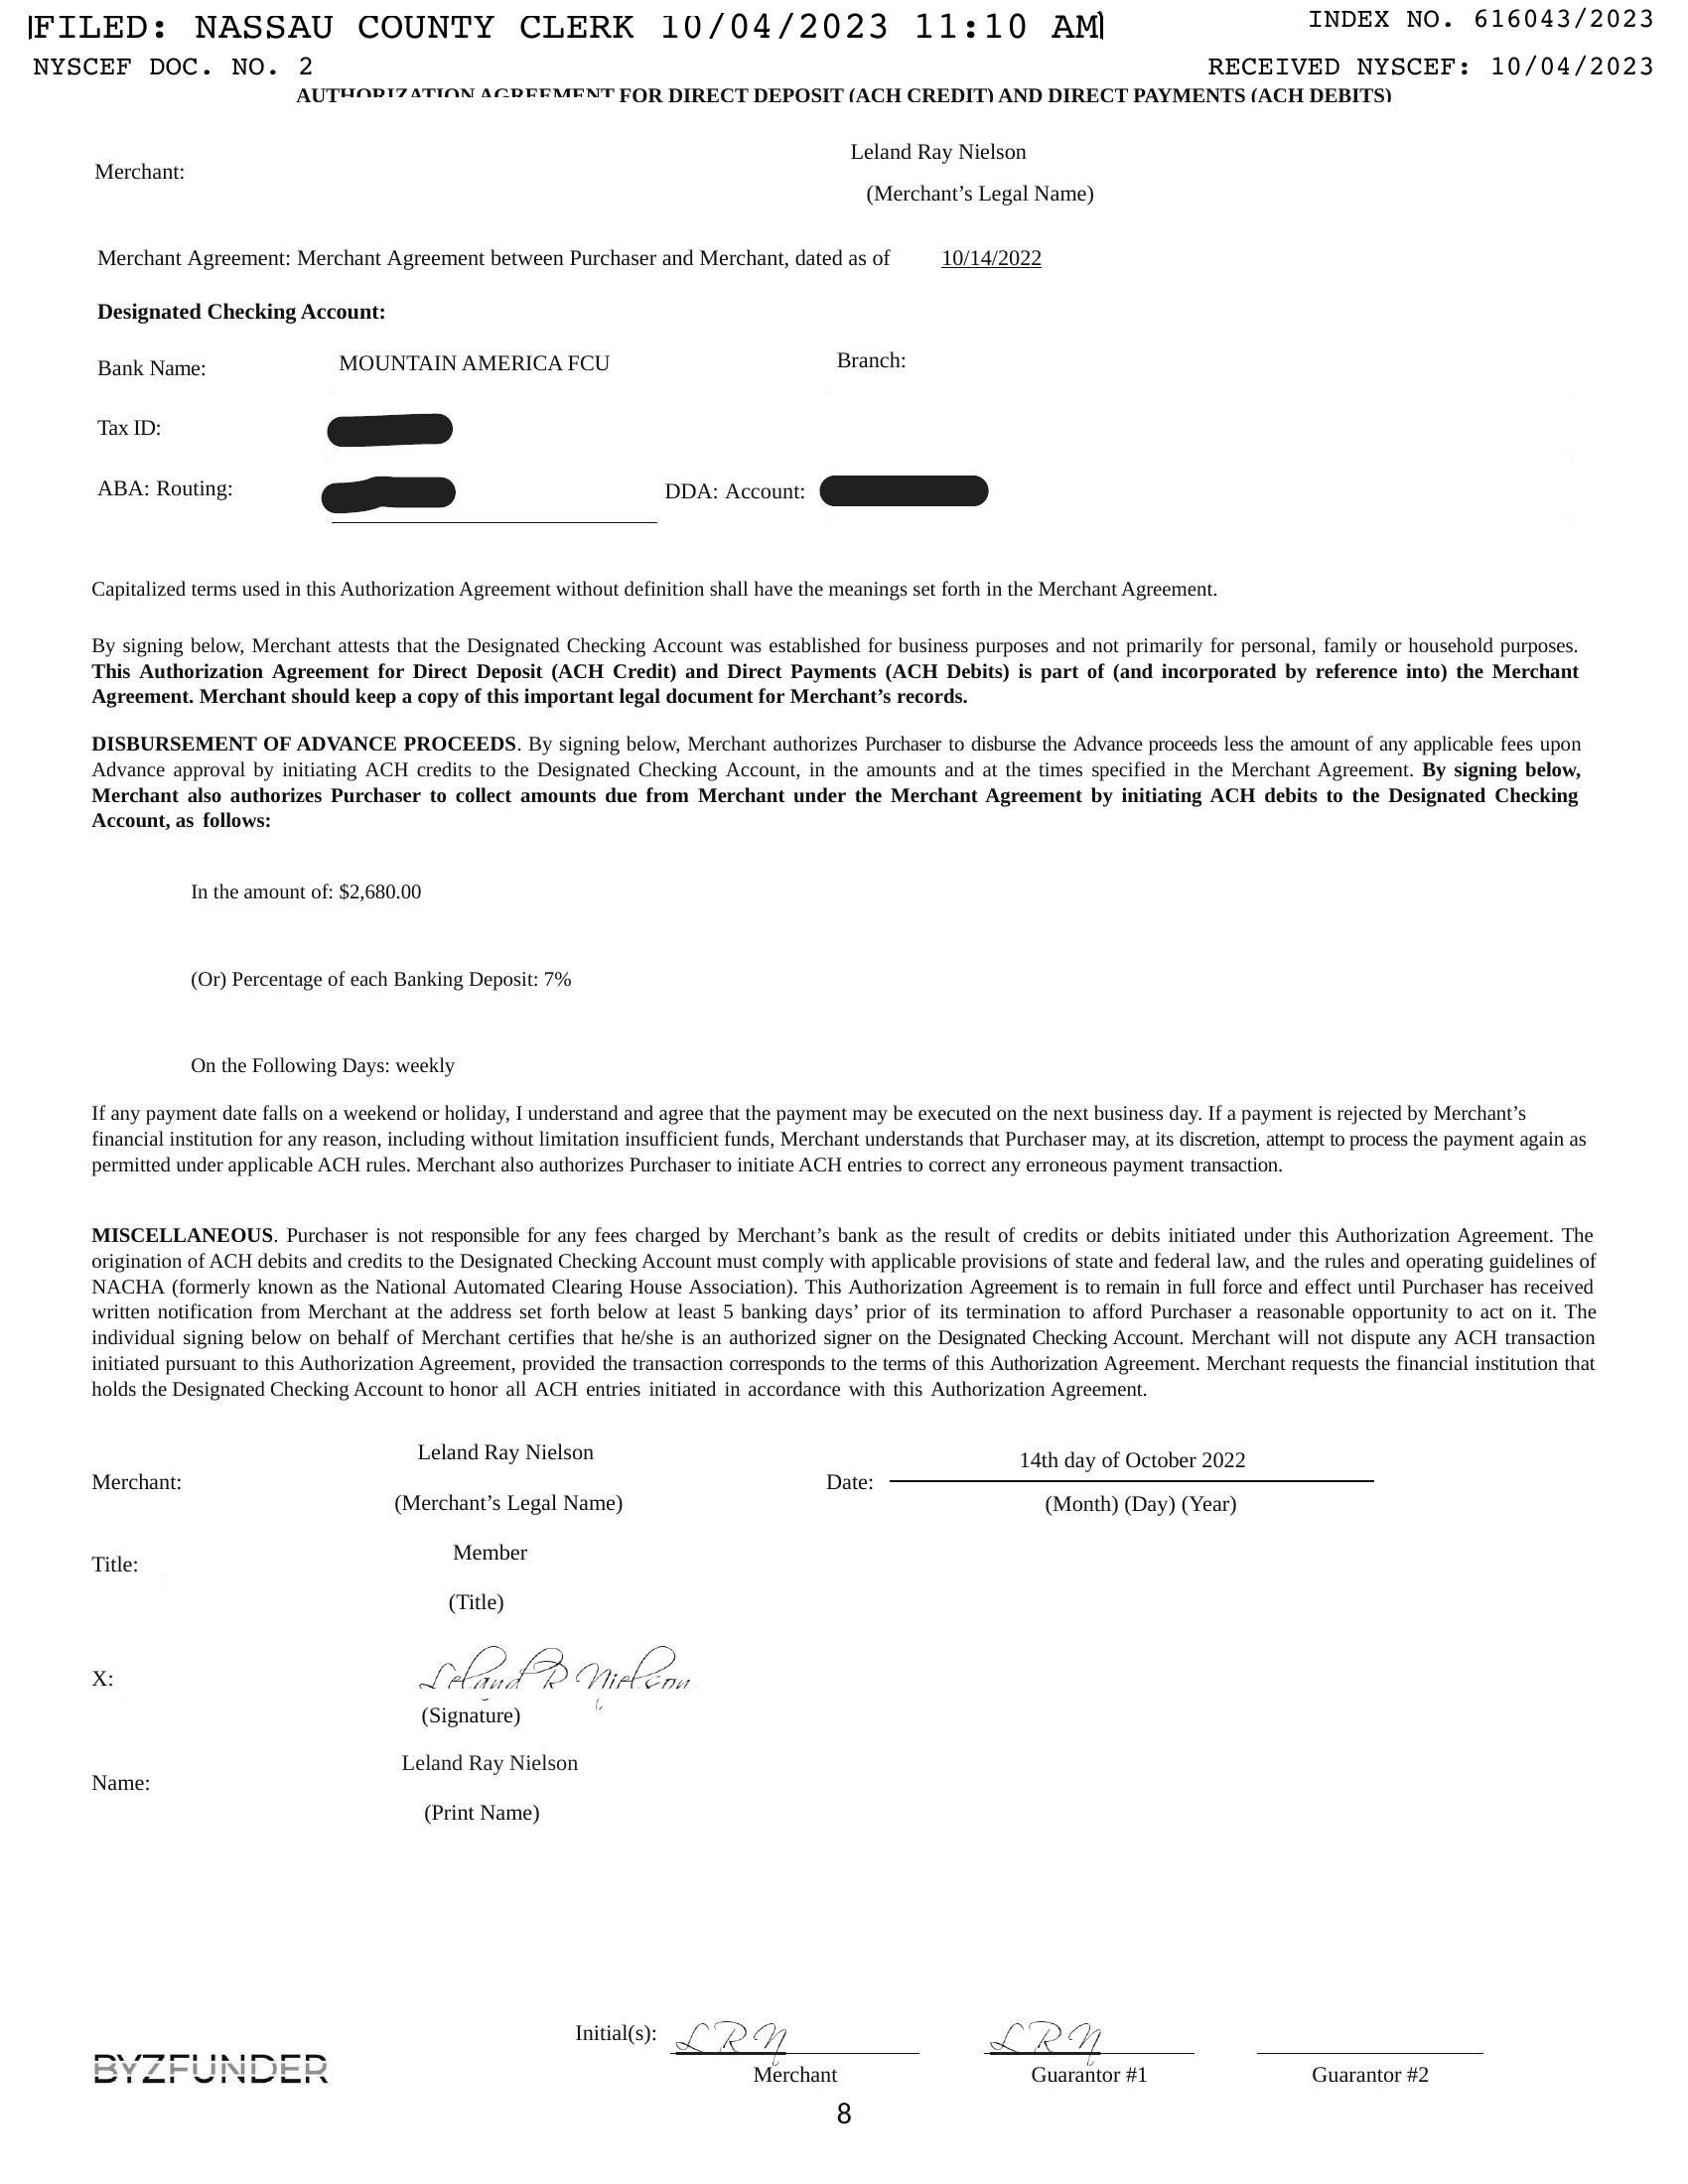 FILED: NASSAU COUNTY CLERK 10/04/2023 11:10 AM
INDEX NO. 616043/2023
NYSCEF DOC. NO. 2
RECEIVED NYSCEF: 10/04/2023
AUTHORIZATION AGREEMENT FOR DIRECT DEPOSIT (ACH CREDIT) AND DIRECT PAYMENTS (ACH DEBITS)
Leland Ray Nielson
Merchant:
(Merchant’s Legal Name)
Merchant Agreement: Merchant Agreement between Purchaser and Merchant, dated as of 10/14/2022
Designated Checking Account:
Bank Name: MOUNTAIN AMERICA FCU Branch:
Tax ID:
ABA: Routing: DDA: Account:
Capitalized terms used in this Authorization Agreement without definition shall have the meanings set forth in the Merchant Agreement.
By signing below, Merchant attests that the Designated Checking Account was established for business purposes and not primarily for personal, family or household purposes.
This Authorization Agreement for Direct Deposit (ACH Credit) and Direct Payments (ACH Debits) is part of (and incorporated by reference into) the Merchant
Agreement. Merchant should keep a copy of this important legal document for Merchant’s records.
DISBURSEMENT OF ADVANCE PROCEEDS. By signing below, Merchant authorizes Purchaser to disburse the Advance proceeds less the amount of any applicable fees upon
Advance approval by initiating ACH credits to the Designated Checking Account, in the amounts and at the times specified in the Merchant Agreement. By signing below,
Merchant also authorizes Purchaser to collect amounts due from Merchant under the Merchant Agreement by initiating ACH debits to the Designated Checking
Account, as follows:
In the amount of: $2,680.00
(Or) Percentage of each Banking Deposit: 7%
On the Following Days: weekly
If any payment date falls on a weekend or holiday, I understand and agree that the payment may be executed on the next business day. If a payment is rejected by Merchant’s
financial institution for any reason, including without limitation insufficient funds, Merchant understands that Purchaser may, at its discretion, attempt to process the payment again as
permitted under applicable ACH rules. Merchant also authorizes Purchaser to initiate ACH entries to correct any erroneous payment transaction.
MISCELLANEOUS. Purchaser is not responsible for any fees charged by Merchant’s bank as the result of credits or debits initiated under this Authorization Agreement. The
origination of ACH debits and credits to the Designated Checking Account must comply with applicable provisions of state and federal law, and the rules and operating guidelines of
NACHA (formerly known as the National Automated Clearing House Association). This Authorization Agreement is to remain in full force and effect until Purchaser has received
written notification from Merchant at the address set forth below at least 5 banking days’ prior of its termination to afford Purchaser a reasonable opportunity to act on it. The
individual signing below on behalf of Merchant certifies that he/she is an authorized signer on the Designated Checking Account. Merchant will not dispute any ACH transaction
initiated pursuant to this Authorization Agreement, provided the transaction corresponds to the terms of this Authorization Agreement. Merchant requests the financial institution that
holds the Designated Checking Account to honor all ACH entries initiated in accordance with this Authorization Agreement.
Leland Ray Nielson
Merchant:
(Merchant’s Legal Name)
Date: 14th day of October 2022
(Month) (Day) (Year)
Member
Title:
(Title)
X: Leland R Nielson
(Signature)
Leland Ray Nielson
Name:
(Print Name)
Initial(s): LRN LRN
Merchant Guarantor #1 Guarantor #2
BYZFUNDER
8